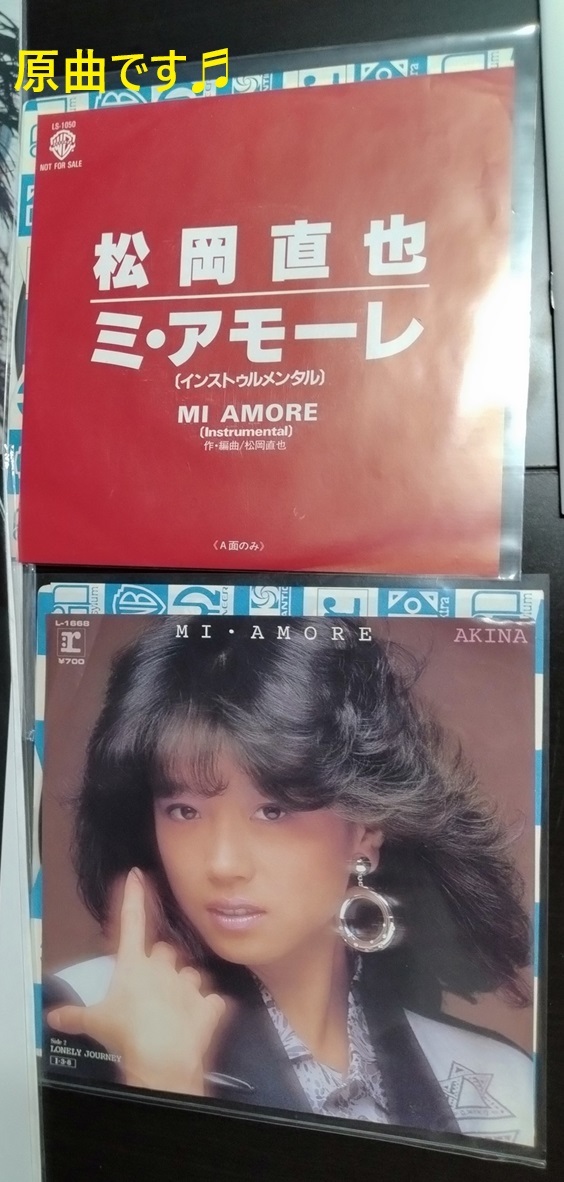 原曲です♬
LS-1050
NOT FOR SALE
松岡直也
ミ・アモーレ
〔インストゥルメンタル〕
MI AMORE
〔Instrumental〕
作・編曲/松岡直也
《A面のみ》
L-1668
¥700
MI・AMORE
AKINA
LONELY JOURNEY